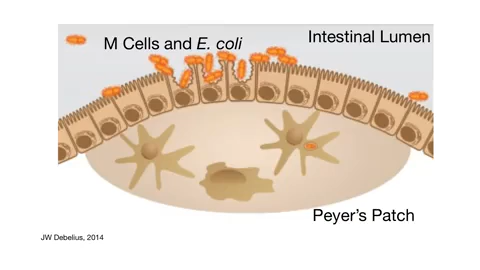 M Cells and E. coli
Intestinal Lumen
Peyer's Patch
JW Debelius, 2014